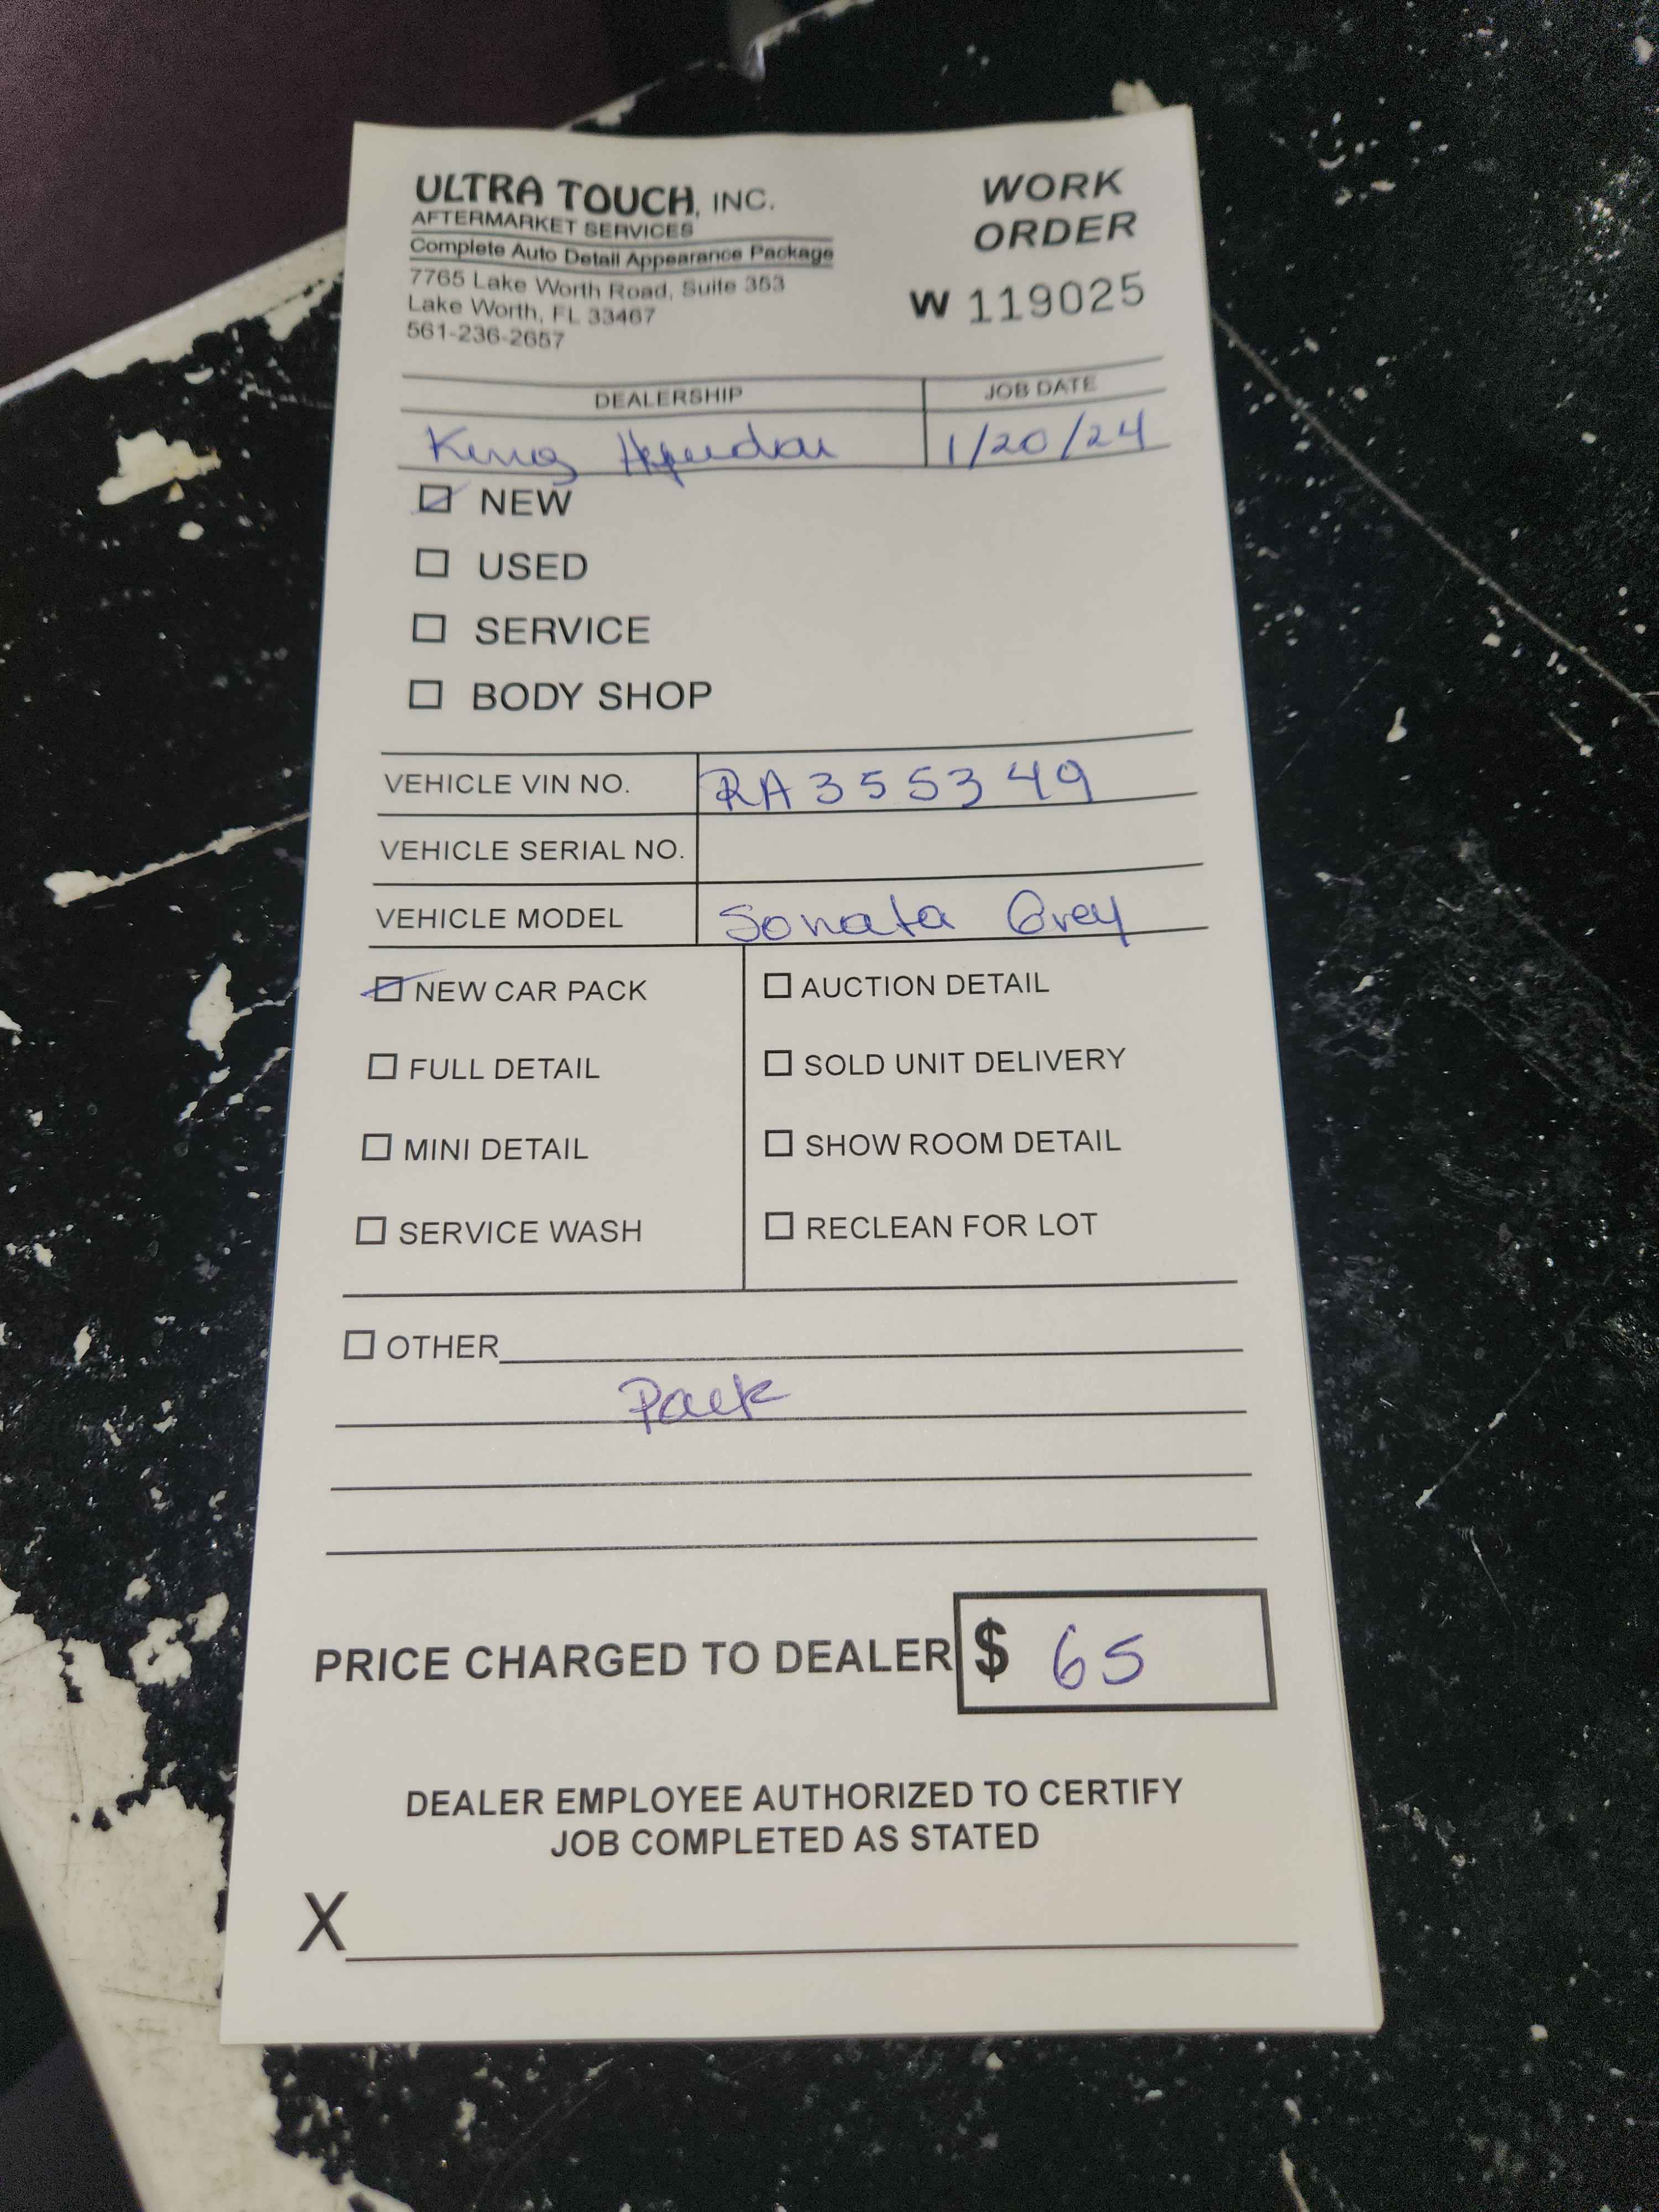 ULTRA TOUCH, INC.
AFTERMARKET SERVICES
Complete Auto Detail Appearance Package
7765 Lake Worth Road, Suite 353
Lake Worth, FL 33467
561-236-2657
WORK
ORDER
W 119025
DEALERSHIP
JOB DATE
King Hyundai
1/20/24
NEW
USED
SERVICE
BODY SHOP
VEHICLE VIN NO. RA355349
VEHICLE SERIAL NO.
VEHICLE MODEL Sonata Grey
NEW CAR PACK
FULL DETAIL
MINI DETAIL
SERVICE WASH
AUCTION DETAIL
SOLD UNIT DELIVERY
SHOW ROOM DETAIL
RECLEAN FOR LOT
OTHER
Pack
PRICE CHARGED TO DEALER $ 65
DEALER EMPLOYEE AUTHORIZED TO CERTIFY
JOB COMPLETED AS STATED
X